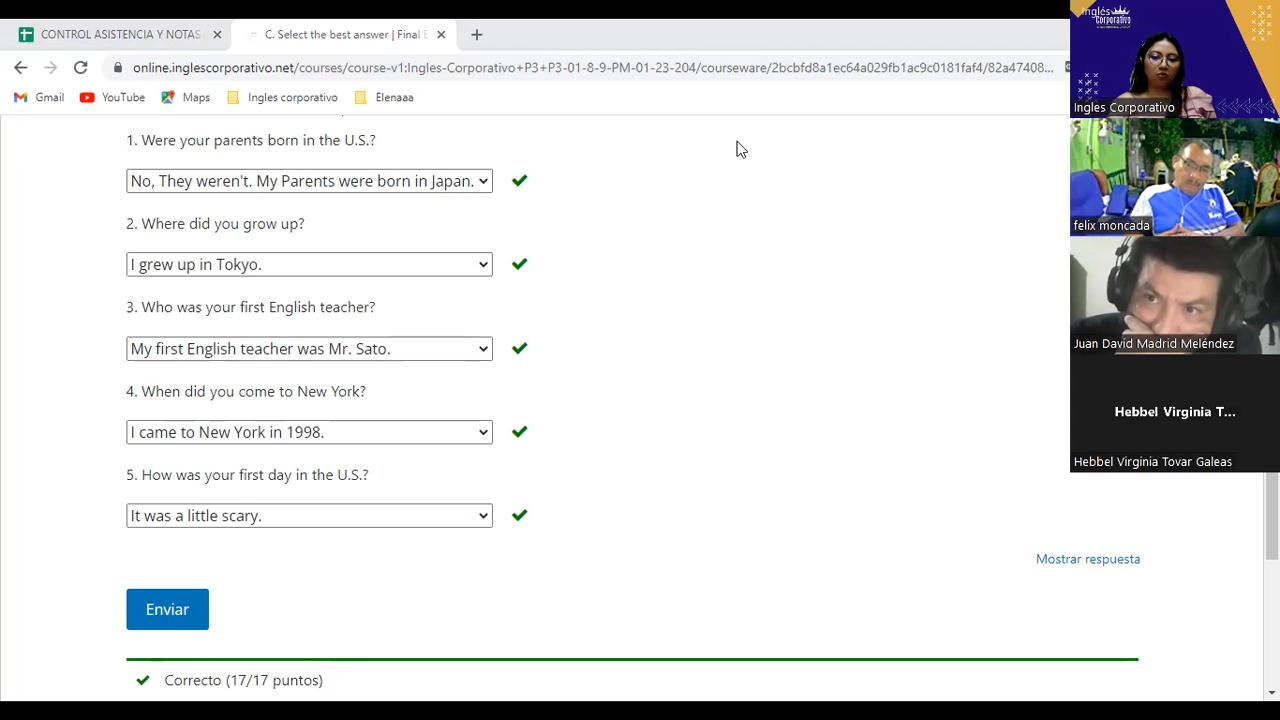 CONTROL ASISTENCIA Y NOTAS
C. Select the best answer | Final E
online.inglescorporativo.net/courses/course-v1:Ingles-Corporativo+P3+P3-01-8-9-PM-01-23-204/courseware/2bcbfd8a1ec64a029fb1ac9c0181faf4/82a47408...
Gmail
YouTube
Maps
Ingles corporativo
Elenaaa
1. Were your parents born in the U.S.?
No, They weren't. My Parents were born in Japan.
2. Where did you grow up?
I grew up in Tokyo.
3. Who was your first English teacher?
My first English teacher was Mr. Sato.
4. When did you come to New York?
I came to New York in 1998.
5. How was your first day in the U.S.?
It was a little scary.
Mostrar respuesta
Enviar
Correcto (17/17 puntos)
Inglés
Corporativo
Ingles Corporativo
felix moncada
Juan David Madrid Meléndez
Hebbel Virginia T...
Hebbel Virginia Tovar Galeas